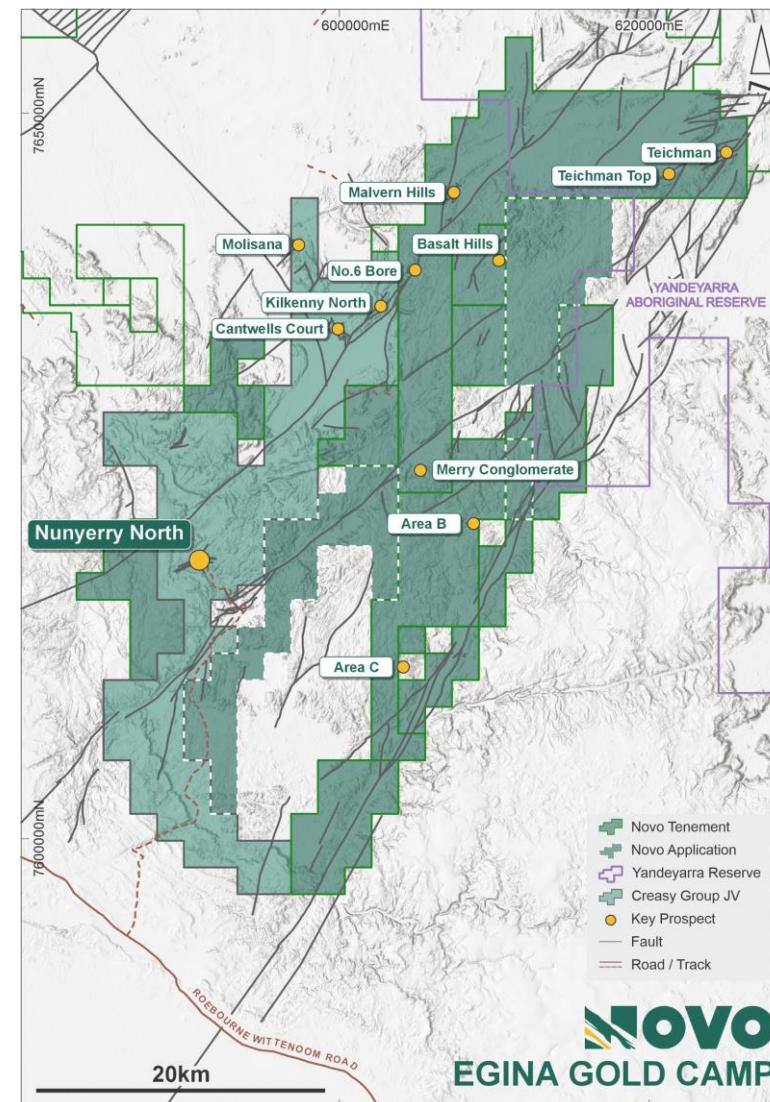 600000mE
620000mE
7650000mN
Teichman
Teichman Top
Malvern Hills
Molisana
Basalt Hills
No.6 Bore
YANDEYARRA
ABORIGINAL RESERVE
Kilkenny North
Cantwells Court
Merry Conglomerate
Nunyerry North
Area B
Area C
7600000mN
Novo Tenement
Novo Application
Yandeyarra Reserve
Creasy Group JV
Key Prospect
Fault
Road / Track
ROEBOURNE WITTENOOM ROAD
20km
NOVO
EGINA GOLD CAMP